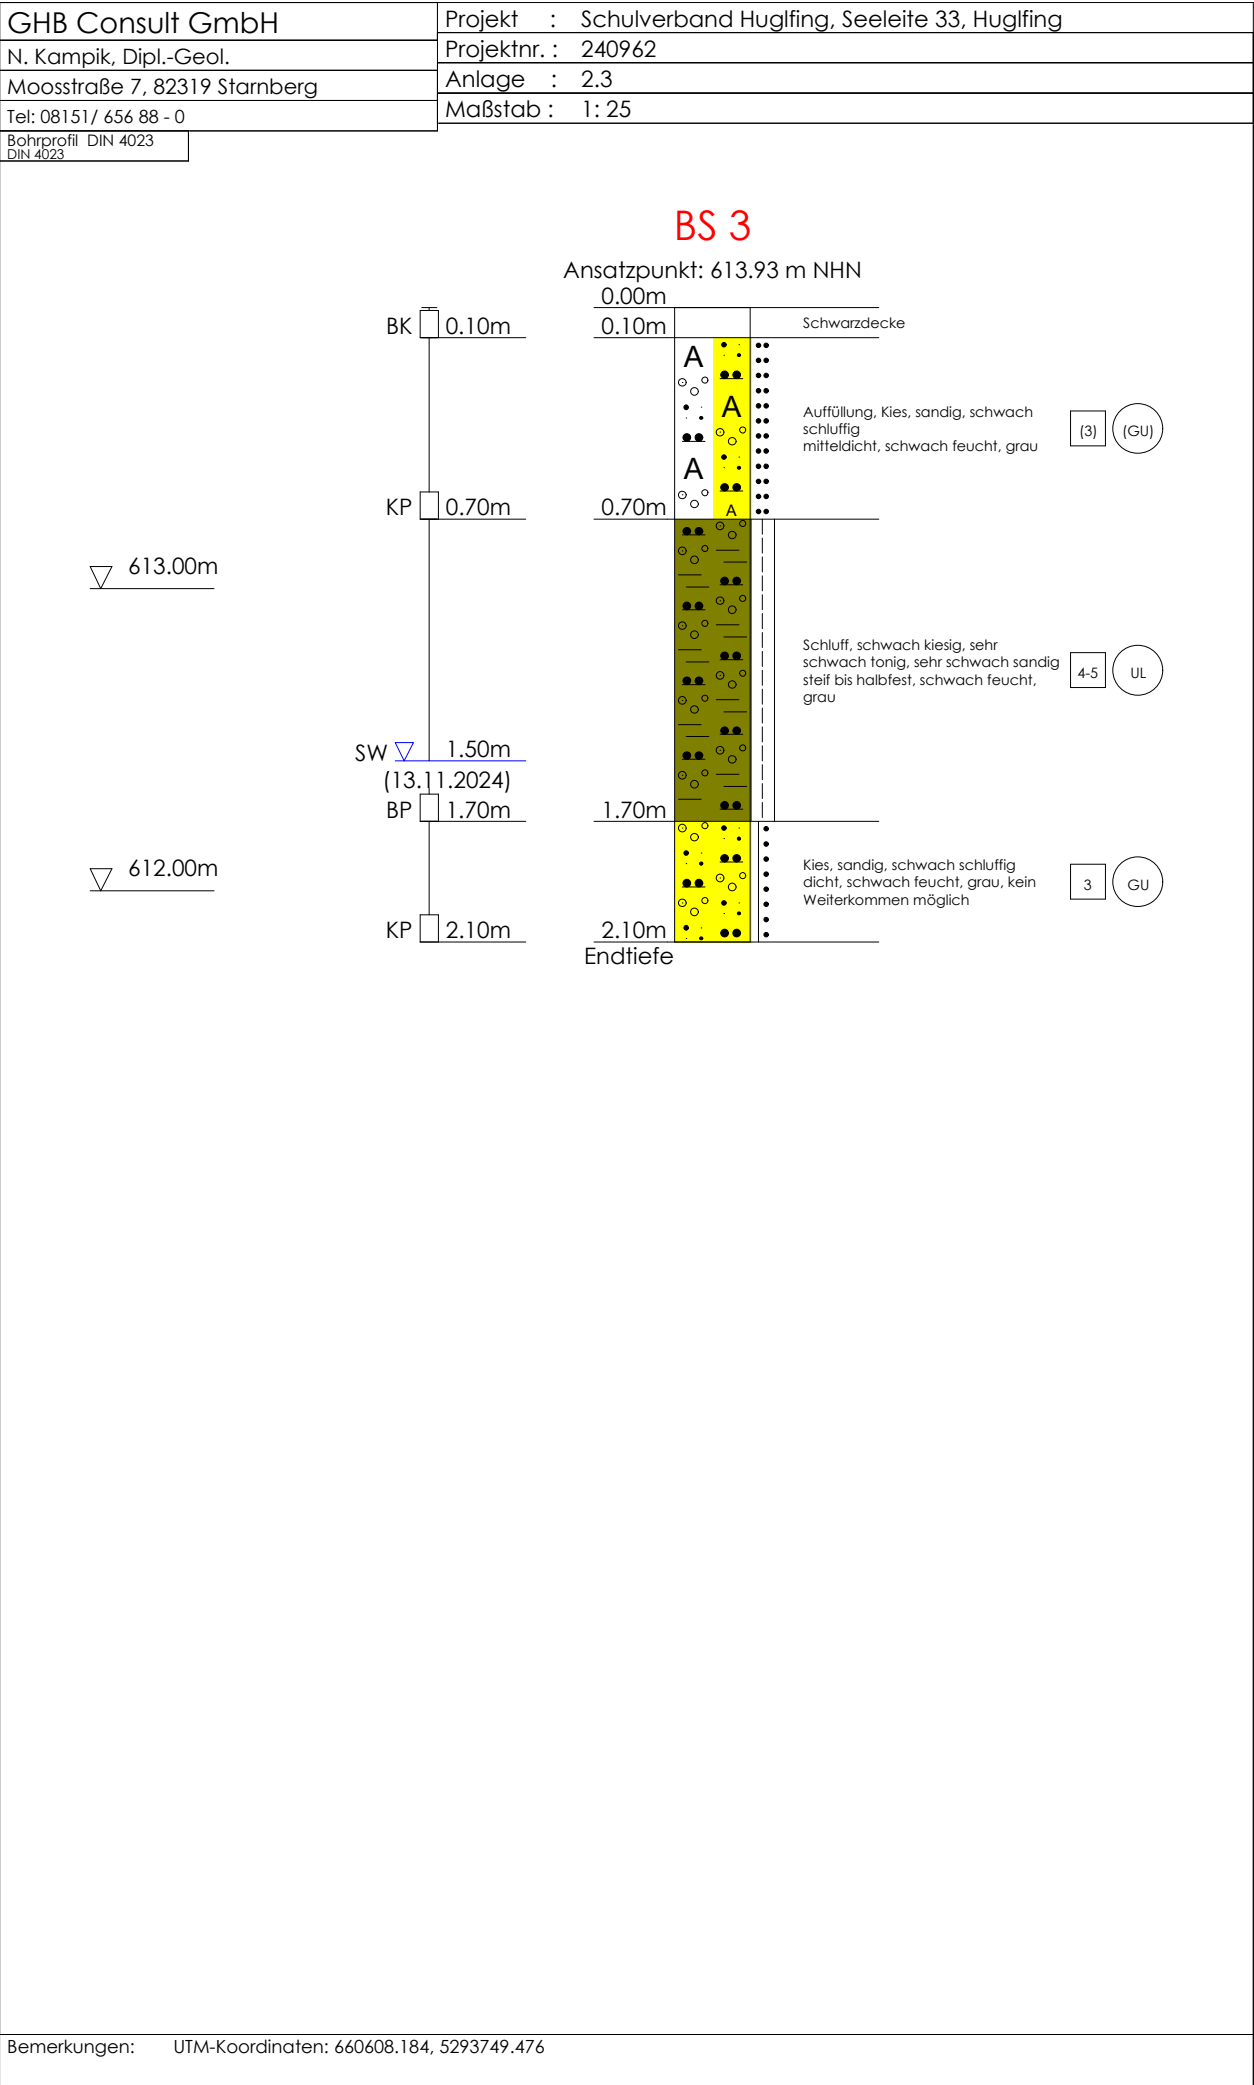 GHB Consult GmbH
N. Kampik, Dipl.-Geol.
Moosstraße 7, 82319 Starnberg
Tel: 08151/ 656 88 - 0
Projekt : Schulverband Huglfing, Seeleite 33, Huglfing
Projektnr. : 240962
Anlage : 2.3
Maßstab : 1: 25
Bohrprofil DIN 4023
DIN 4023
BS 3
Ansatzpunkt: 613.93 m NHN
0.00m
BK 0.10m 0.10m Schwarzdecke
A
A
A
A
Auffüllung, Kies, sandig, schwach
schluffig
mitteldicht, schwach feucht, grau
(3) (GU)
KP 0.70m 0.70m
613.00m
Schluff, schwach kiesig, sehr
schwach tonig, sehr schwach sandig
steif bis halbfest, schwach feucht,
grau
4-5 UL
SW 1.50m
(13.11.2024)
BP 1.70m 1.70m
612.00m
Kies, sandig, schwach schluffig
dicht, schwach feucht, grau, kein
Weiterkommen möglich
3 GU
KP 2.10m 2.10m
Endtiefe
Bemerkungen: UTM-Koordinaten: 660608.184, 5293749.476